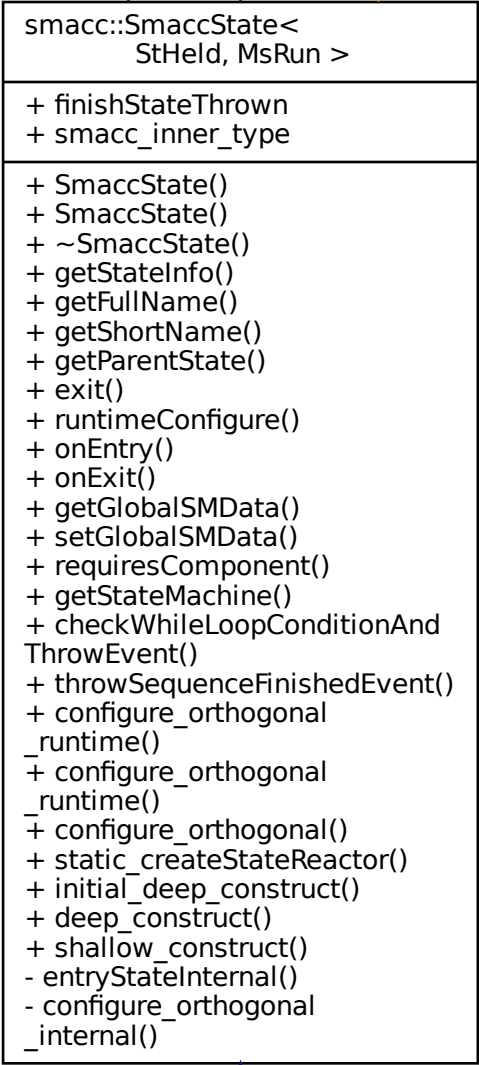 smacc::SmaccState<
StHeld, MsRun >
+ finishStateThrown
+ smacc_inner_type
+ SmaccState()
+ SmaccState()
+ ~SmaccState()
+ getStateInfo()
+ getFullName()
+ getShortName()
+ getParentState()
+ exit()
+ runtimeConfigure()
+ onEntry()
+ onExit()
+ getGlobalSMData()
+ setGlobalSMData()
+ requiresComponent()
+ getStateMachine()
+ checkWhileLoopConditionAnd
ThrowEvent()
+ throwSequenceFinishedEvent()
+ configure_orthogonal
_runtime()
+ configure_orthogonal
_runtime()
+ configure_orthogonal()
+ static_createStateReactor()
+ initial_deep_construct()
+ deep_construct()
+ shallow_construct()
- entryStateInternal()
- configure_orthogonal
_internal()